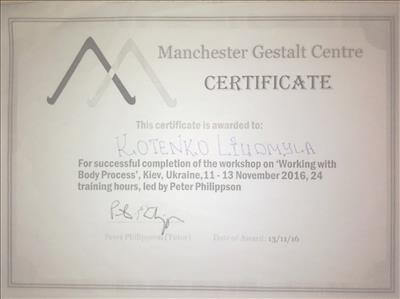 Manchester Gestalt Centre
CERTIFICATE
This certificate is awarded to:
KOTENKO LIUDMYLA
For successful completion of the workshop on 'Working with
Body Process', Kiev, Ukraine,11 - 13 November 2016, 24
training hours, led by Peter Philippson
Peter Philippson (Tutor) Date of Award: 13/11/16